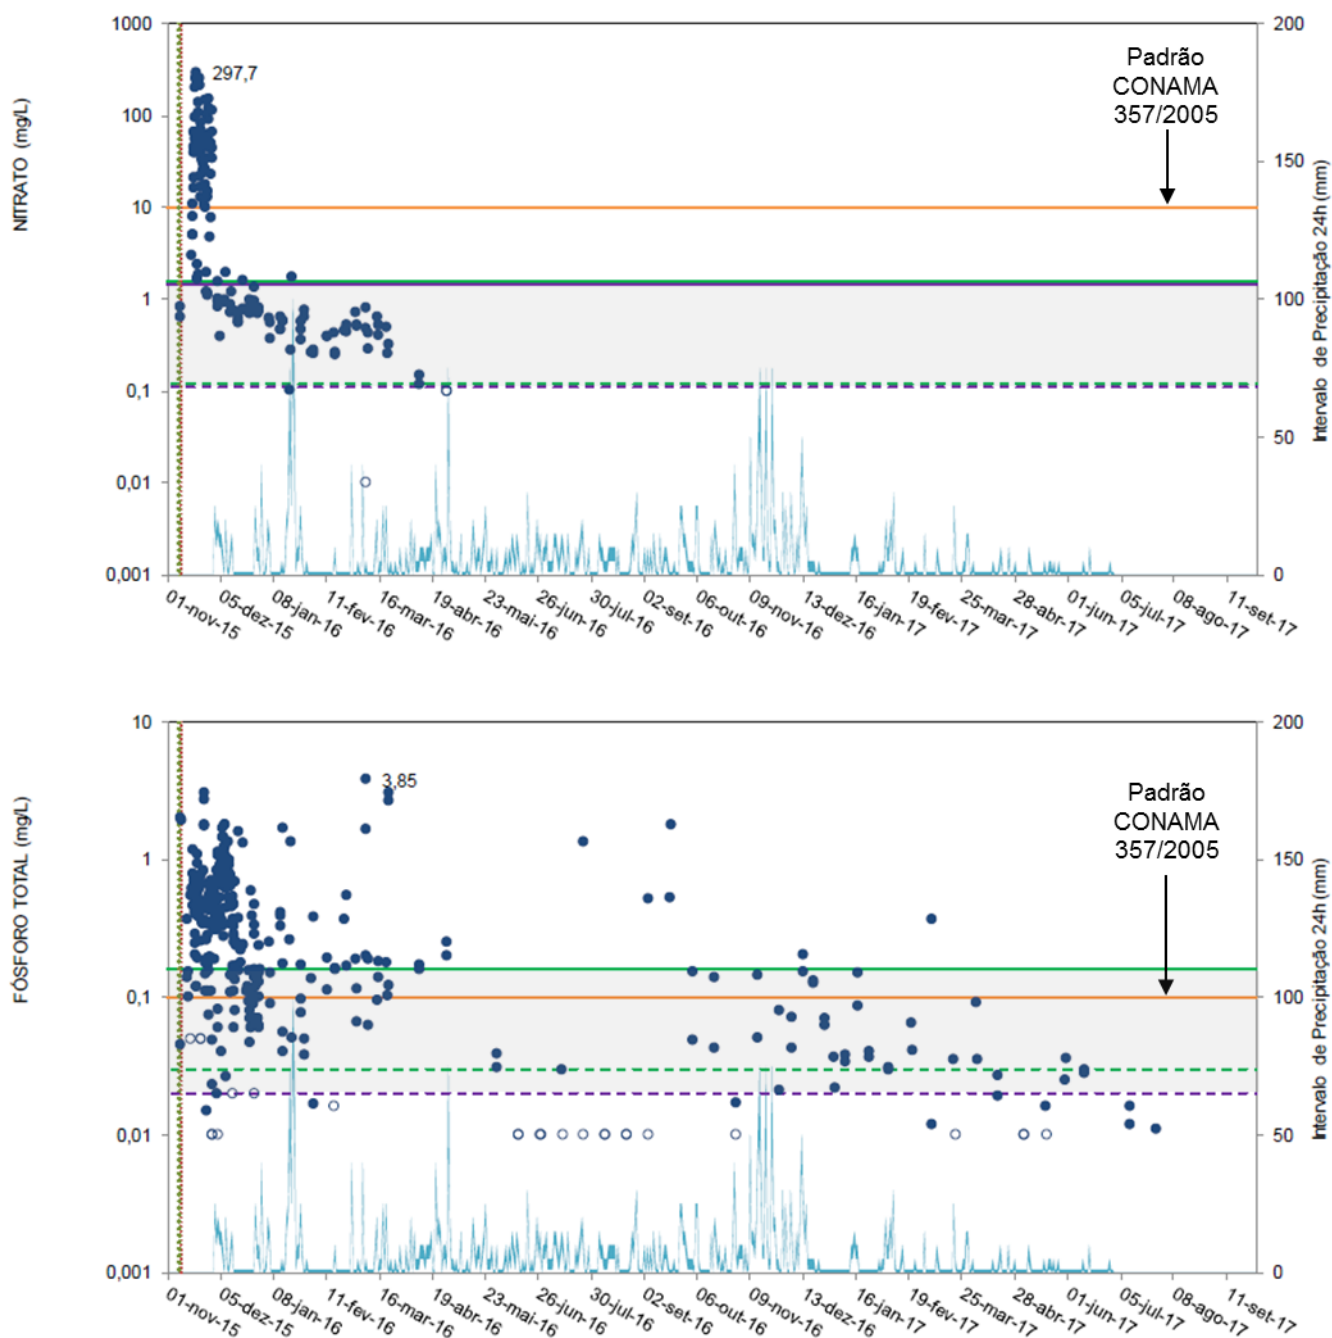 1000
100
10
1
0,1
0,01
0,001
NITRATO (mg/L)
297,7
Padrão
CONAMA
357/2005
200
150
100
50
0
Intervalo de Precipitação 24h (mm)
01-nov-15
05-dez-15
08-jan-16
11-fev-16
16-mar-16
19-abr-16
23-mai-16
26-jun-16
30-jul-16
02-set-16
06-out-16
09-nov-16
13-dez-16
16-jan-17
19-fev-17
25-mar-17
28-abr-17
01-jun-17
05-jul-17
08-ago-17
11-set-17
10
1
0,1
0,01
0,001
FÓSFORO TOTAL (mg/L)
3,85
Padrão
CONAMA
357/2005
200
150
100
50
0
Intervalo de Precipitação 24h (mm)
01-nov-15
05-dez-15
08-jan-16
11-fev-16
16-mar-16
19-abr-16
23-mai-16
26-jun-16
30-jul-16
02-set-16
06-out-16
09-nov-16
13-dez-16
16-jan-17
19-fev-17
25-mar-17
28-abr-17
01-jun-17
05-jul-17
08-ago-17
11-set-17